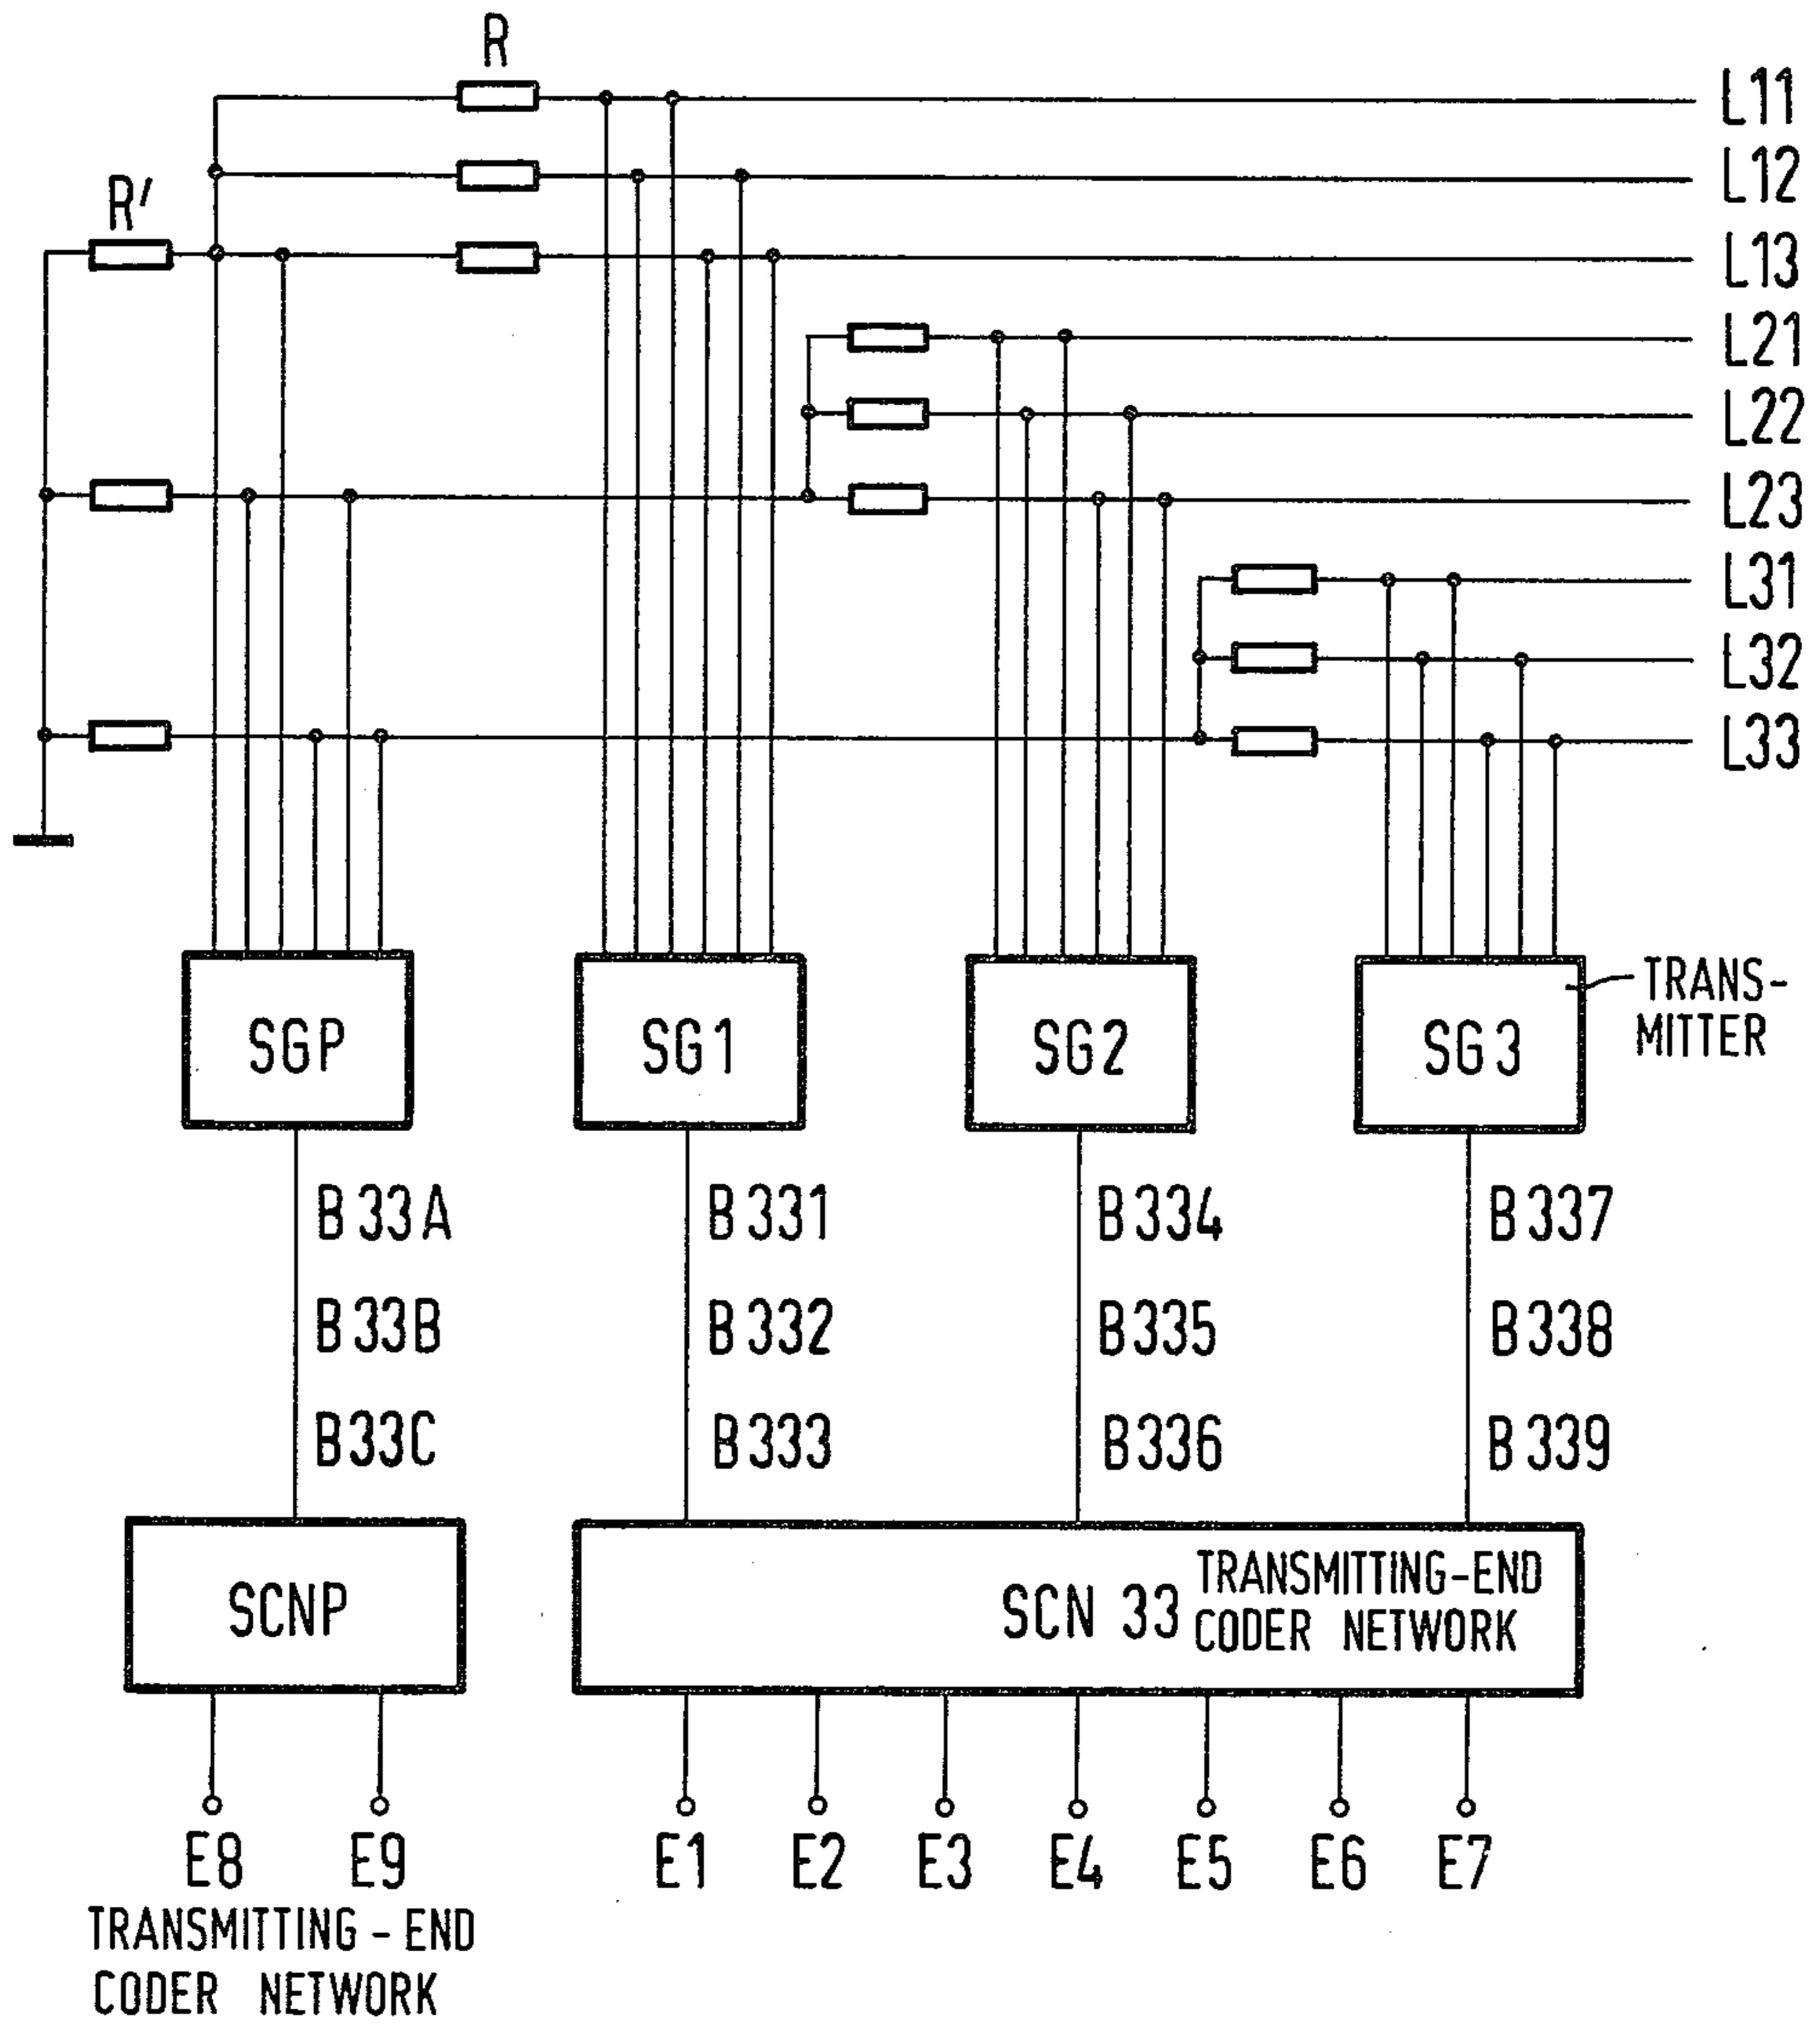 R
L11
L12
R'
L13
L21
L22
L23
L31
L32
L33
SGP
SG1
SG2
SG3
TRANS-
MITTER
B33A
B331
B334
B337
B33B
B332
B335
B338
B33C
B333
B336
B339
SCNP
SCN 33
TRANSMITTING-END
CODER NETWORK
E8
E9
E1
E2
E3
E4
E5
E6
E7
TRANSMITTING - END
CODER NETWORK